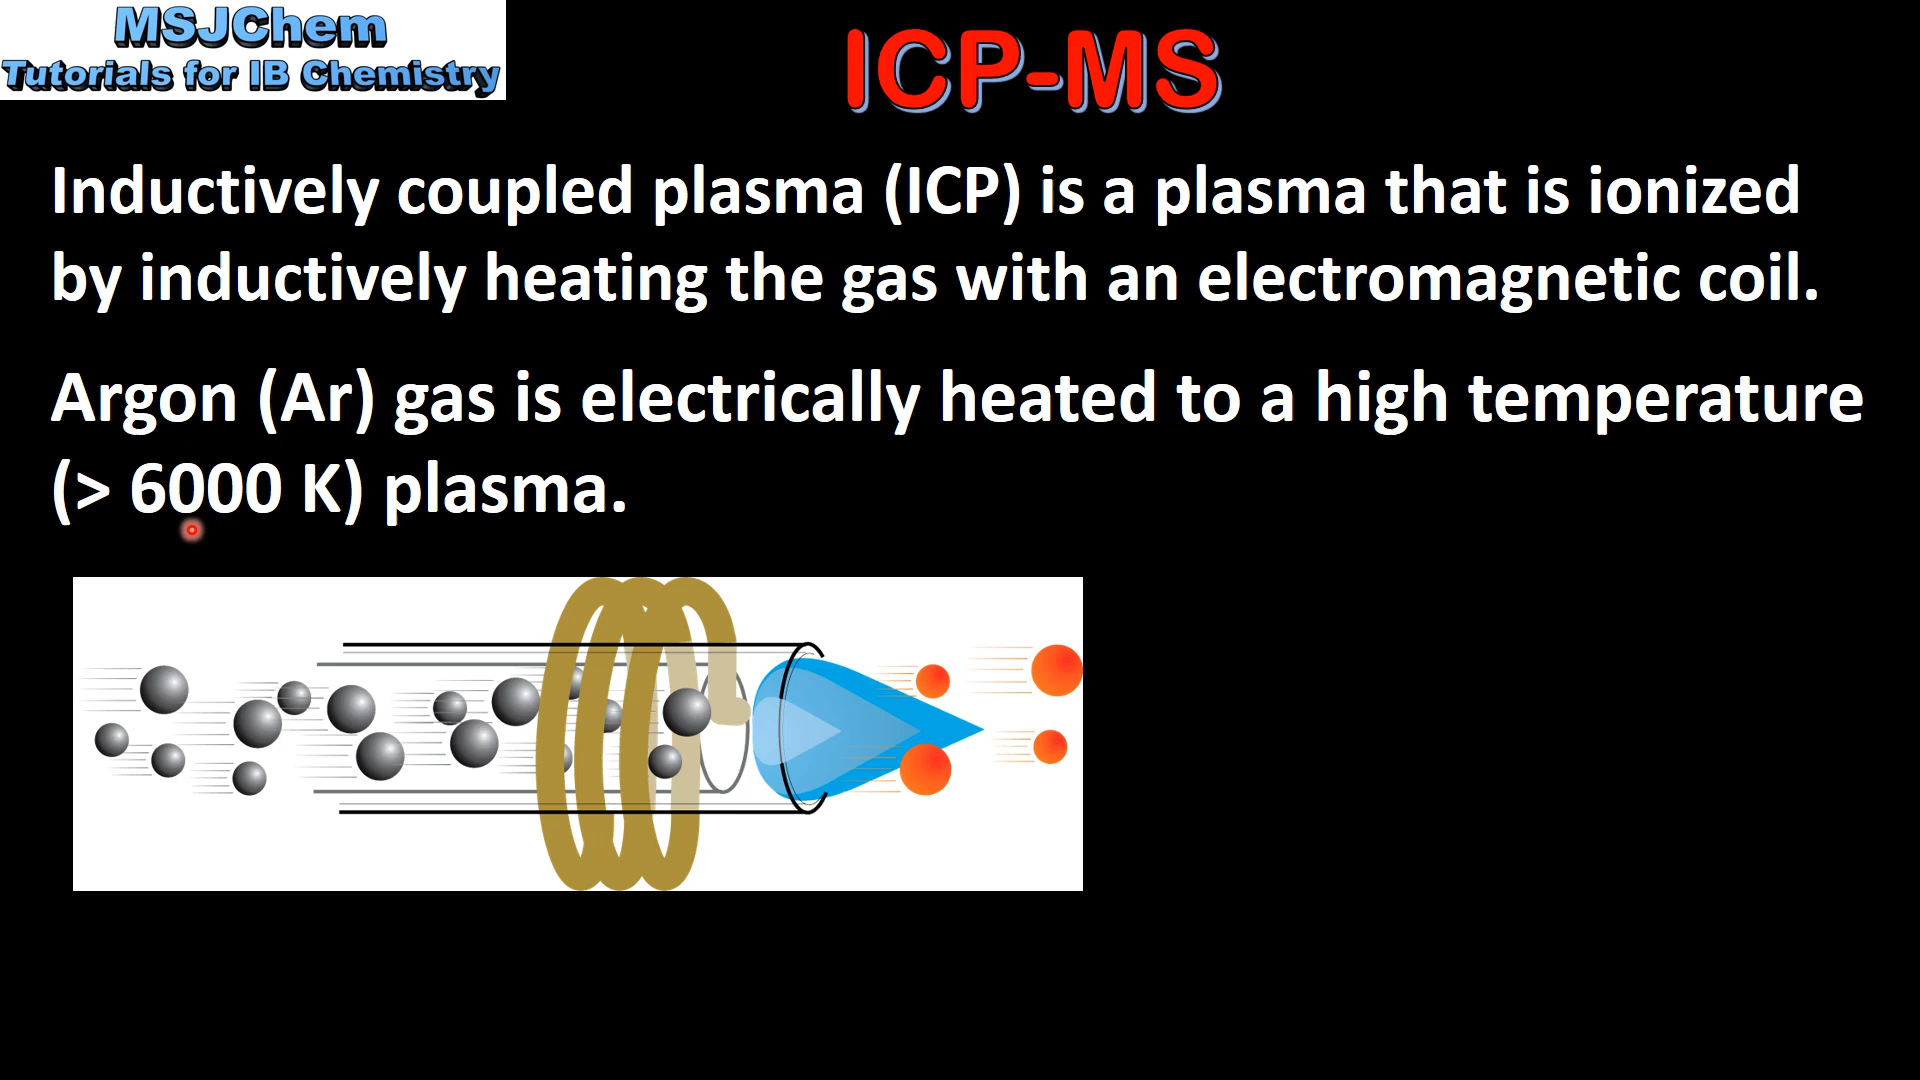 MSJChem
Tutorials for IB Chemistry
ICP-MS
Inductively coupled plasma (ICP) is a plasma that is ionized
by inductively heating the gas with an electromagnetic coil.
Argon (Ar) gas is electrically heated to a high temperature
(> 6000 K) plasma.